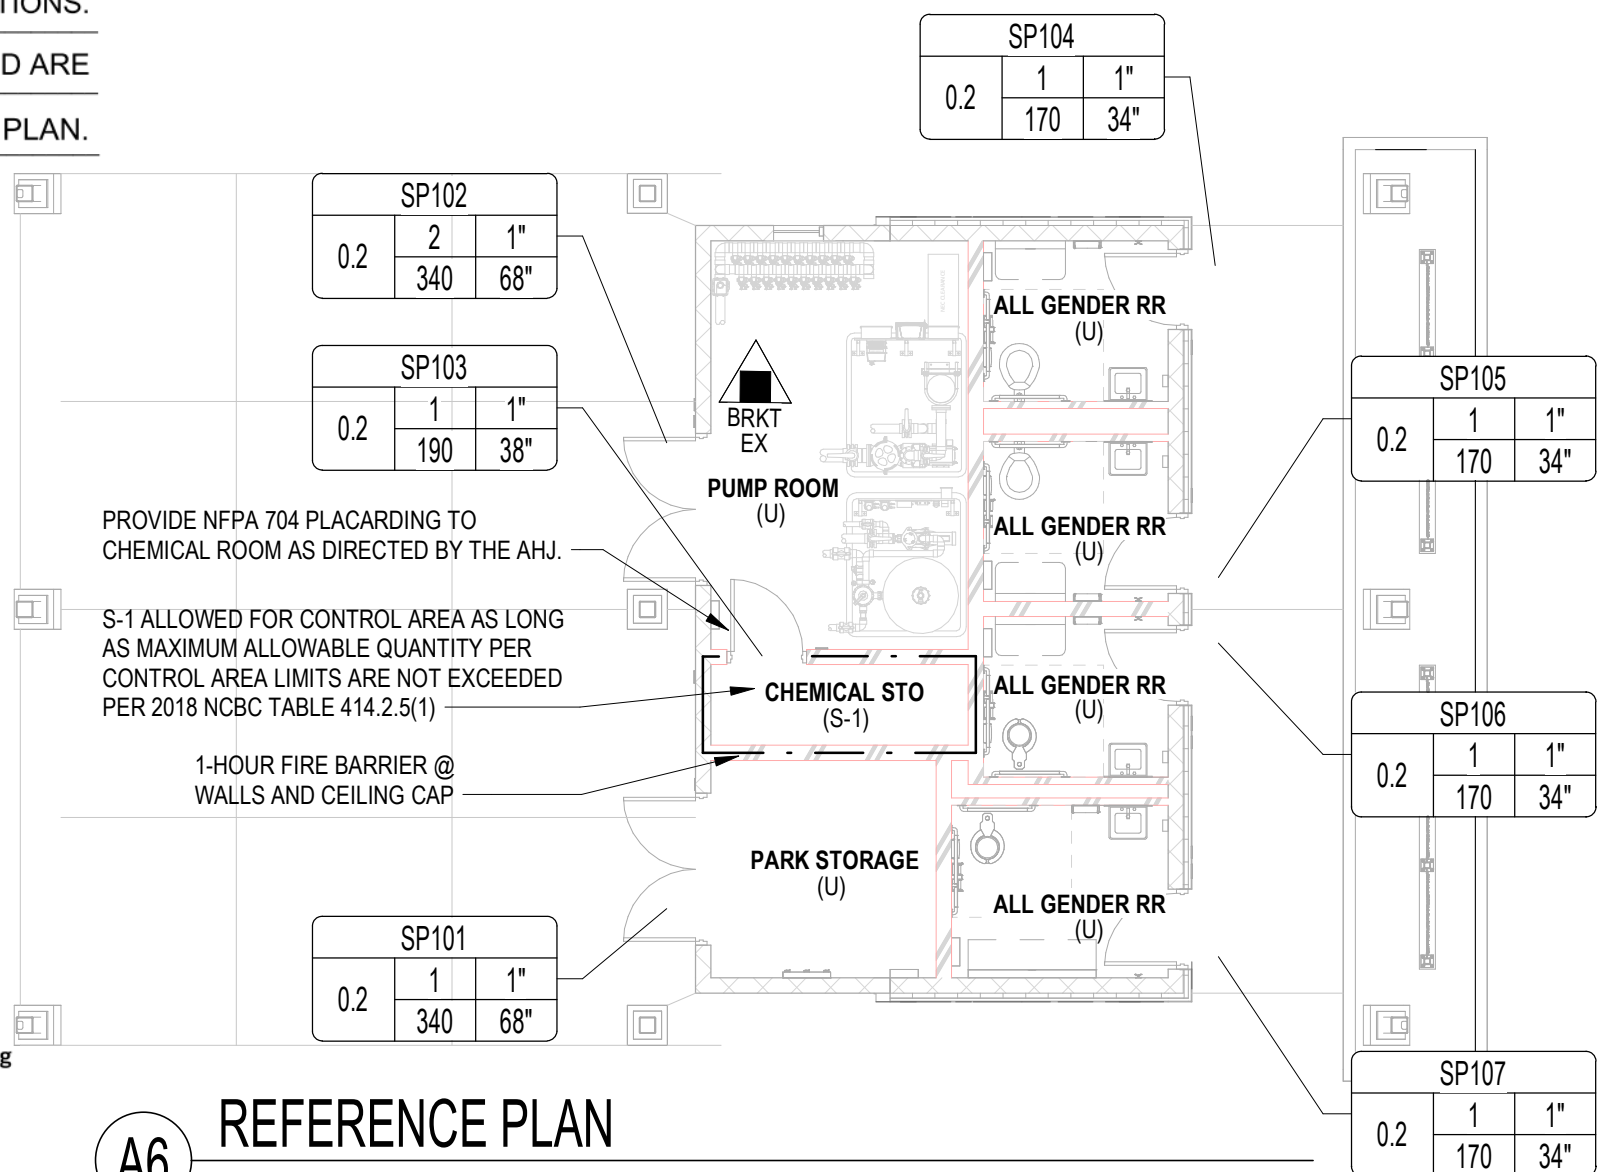 TIONS.
D ARE
PLAN.
SP104
0.2
1 1"
170 34"
SP102
0.2
2 1"
340 68"
SP103
0.2
1 1"
190 38"
ALL GENDER RR
(U)
BRKT
EX
PUMP ROOM
(U)
SP105
0.2
1 1"
170 34"
PROVIDE NFPA 704 PLACARDING TO
CHEMICAL ROOM AS DIRECTED BY THE AHJ.
ALL GENDER RR
(U)
S-1 ALLOWED FOR CONTROL AREA AS LONG
AS MAXIMUM ALLOWABLE QUANTITY PER
CONTROL AREA LIMITS ARE NOT EXCEEDED
PER 2018 NCBC TABLE 414.2.5(1)
CHEMICAL STO
(S-1)
ALL GENDER RR
(U)
SP106
0.2
1 1"
170 34"
1-HOUR FIRE BARRIER @
WALLS AND CEILING CAP
PARK STORAGE
(U)
ALL GENDER RR
(U)
SP101
0.2
1 1"
340 68"
g
SP107
0.2
1 1"
170 34"
A6
REFERENCE PLAN